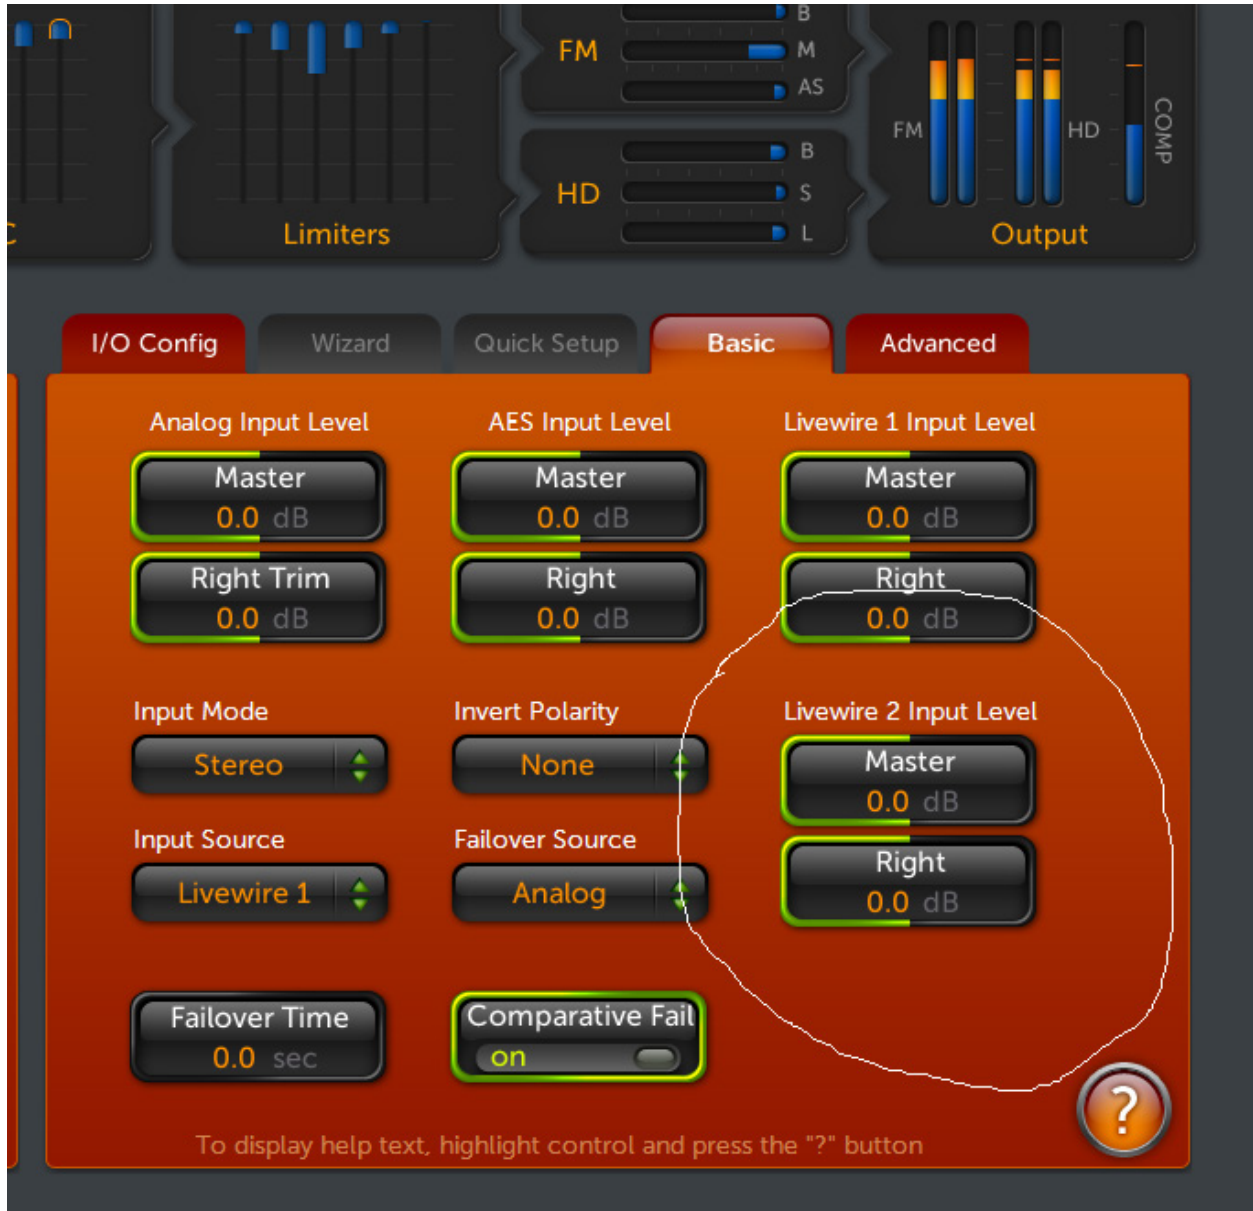 B
FM
M
AS
FM
HD
COMP
B
HD
S
L
C
Limiters
Output
I/O Config
Wizard
Quick Setup
Basic
Advanced
Analog Input Level
AES Input Level
Livewire 1 Input Level
Master
0.0 dB
Master
0.0 dB
Master
0.0 dB
Right Trim
0.0 dB
Right
0.0 dB
Right
0.0 dB
Input Mode
Invert Polarity
Livewire 2 Input Level
Stereo
None
Master
0.0 dB
Input Source
Failover Source
Right
0.0 dB
Livewire 1
Analog
Failover Time
0.0 sec
Comparative Fail
on
?
To display help text, highlight control and press the "?" button